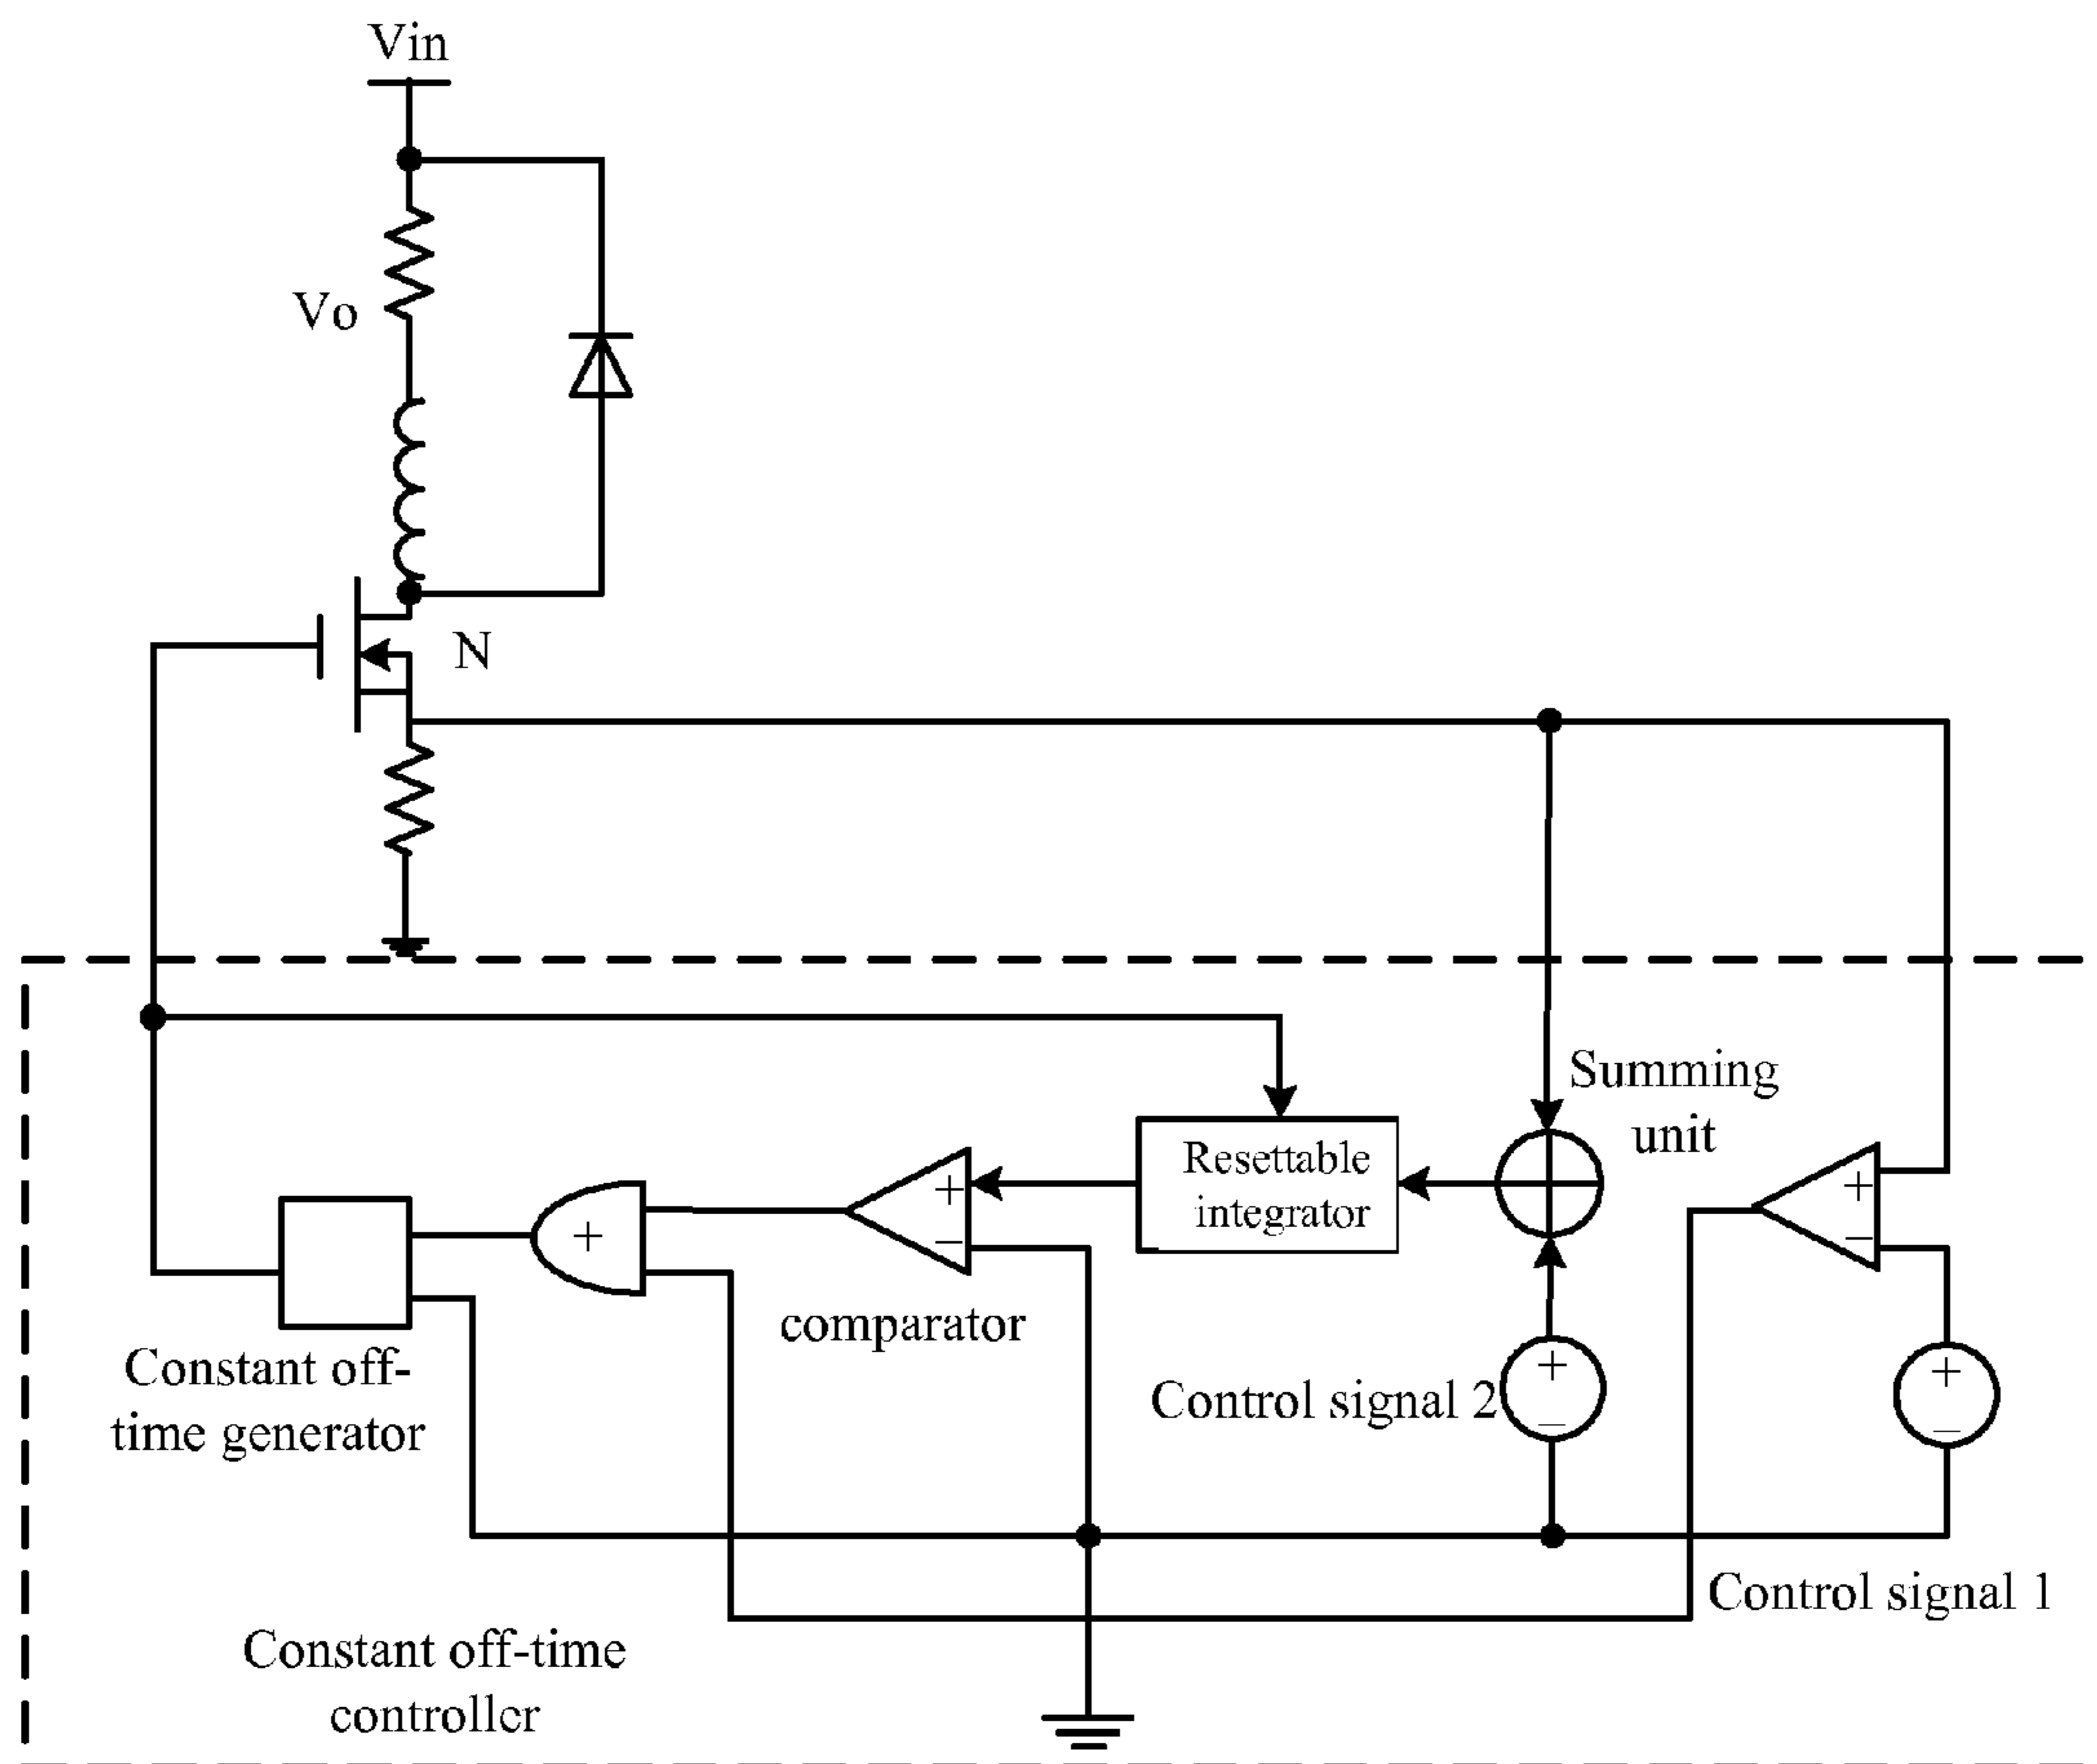 Vin
Vo
N
Summing
unit
Resettable
integrator
+
−
+
−
+
comparator
Constant off-
time generator
Control signal 2
+
−
+
−
Control signal 1
Constant off-time
controller